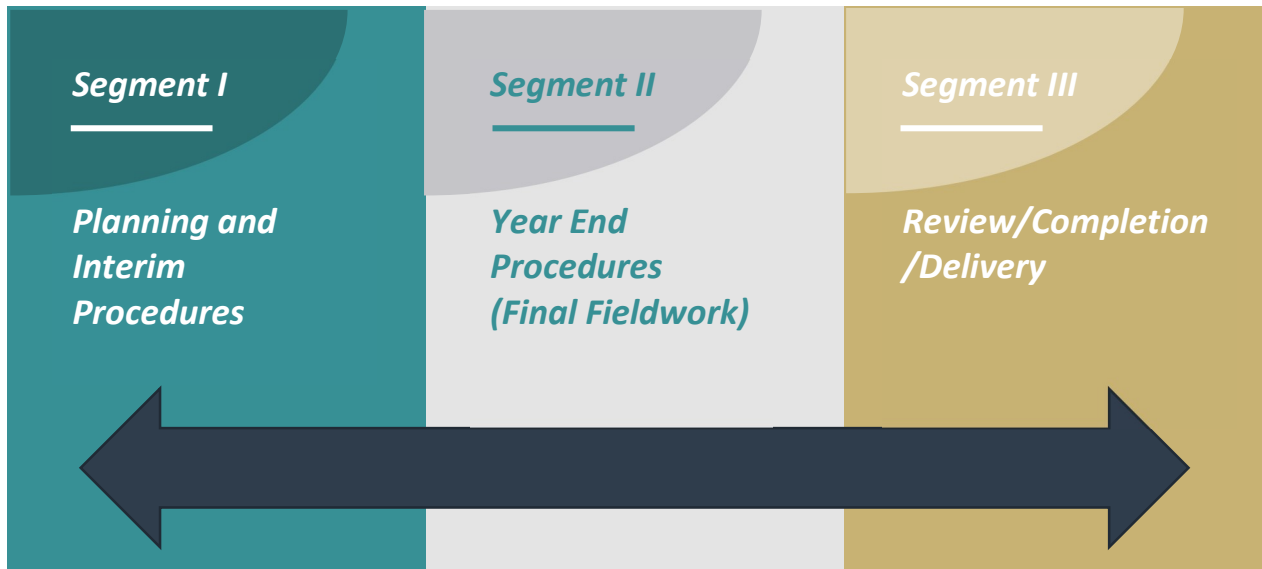 Segment I
Planning and
Interim
Procedures
Segment II
Year End
Procedures
(Final Fieldwork)
Segment III
Review/Completion
/Delivery